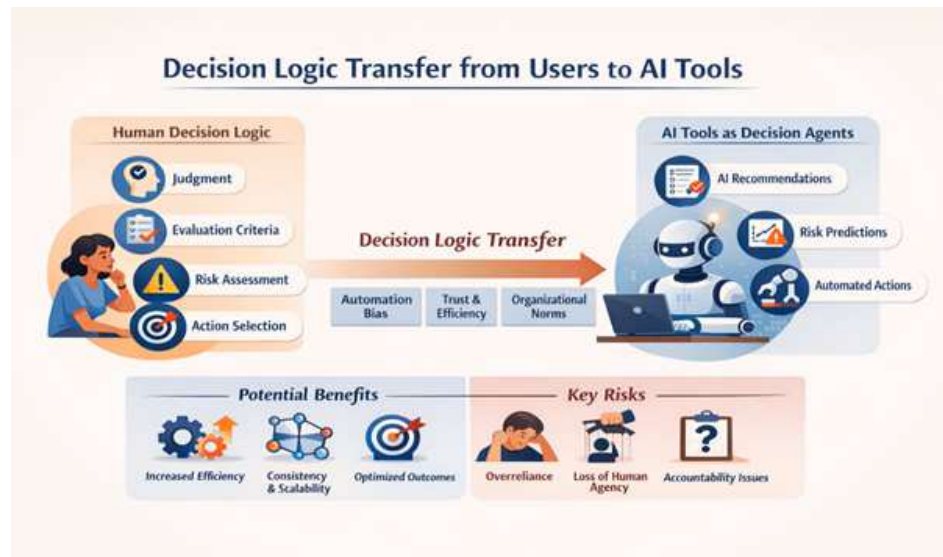 Decision Logic Transfer from Users to AI Tools
Human Decision Logic
Judgment
Evaluation Criteria
Risk Assessment
Action Selection
Decision Logic Transfer
Automation
Bias
Trust &
Efficiency
Organizational
Norms
AI Tools as Decision Agents
AI Recommendations
Risk Predictions
Automated Actions
Potential Benefits
Increased Efficiency
Consistency
& Scalability
Optimized Outcomes
Key Risks
Overreliance
Loss of Human
Agency
?
Accountability Issues